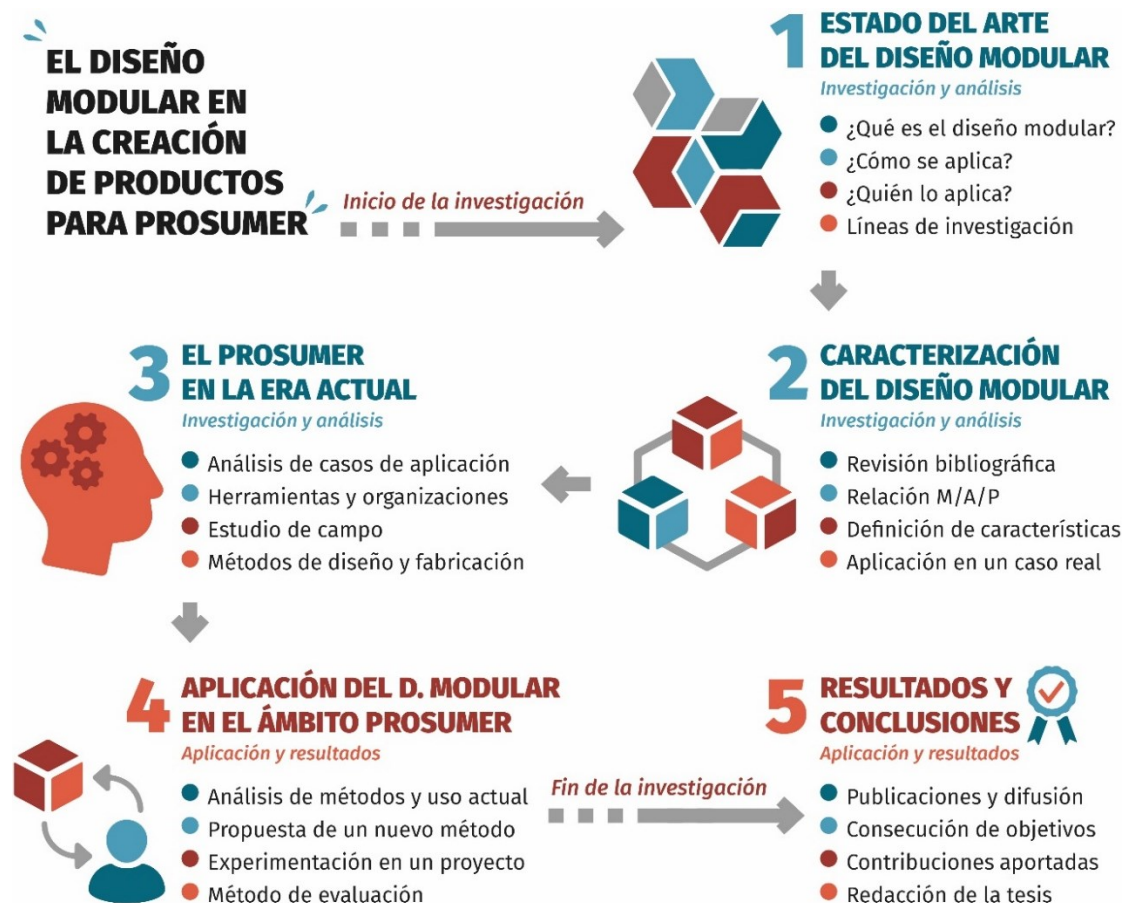 EL DISEÑO
MODULAR EN
LA CREACIÓN
DE PRODUCTOS
PARA PROSUMER
Inicio de la investigación
1
ESTADO DEL ARTE
DEL DISEÑO MODULAR
Investigación y análisis
¿Qué es el diseño modular?
¿Cómo se aplica?
¿Quién lo aplica?
Líneas de investigación
2
CARACTERIZACIÓN
DEL DISEÑO MODULAR
Investigación y análisis
Revisión bibliográfica
Relación M/A/P
Definición de características
Aplicación en un caso real
3
EL PROSUMER
EN LA ERA ACTUAL
Investigación y análisis
Análisis de casos de aplicación
Herramientas y organizaciones
Estudio de campo
Métodos de diseño y fabricación
4
APLICACIÓN DEL D. MODULAR
EN EL ÁMBITO PROSUMER
Aplicación y resultados
Análisis de métodos y uso actual
Propuesta de un nuevo método
Experimentación en un proyecto
Método de evaluación
Fin de la investigación
5
RESULTADOS Y
CONCLUSIONES
Aplicación y resultados
Publicaciones y difusión
Consecución de objetivos
Contribuciones aportadas
Redacción de la tesis